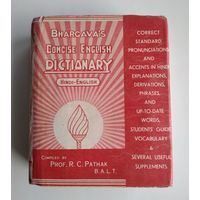 BHARGAVA'S
CONCISE ENGLISH
DICTIONARY
HINDI-ENGLISH
COMPILED BY
PROF. R. C. PATHAK
B.A.L.T.
CORRECT
STANDARD
PRONUNCIATIONS
AND
ACCENTS IN HINDI
EXPLANATIONS,
DERIVATIONS,
PHRASES,
AND
UP-TO-DATE
WORDS,
STUDENTS' GUIDE
VOCABULARY
&
SEVERAL USEFUL
SUPPLEMENTS